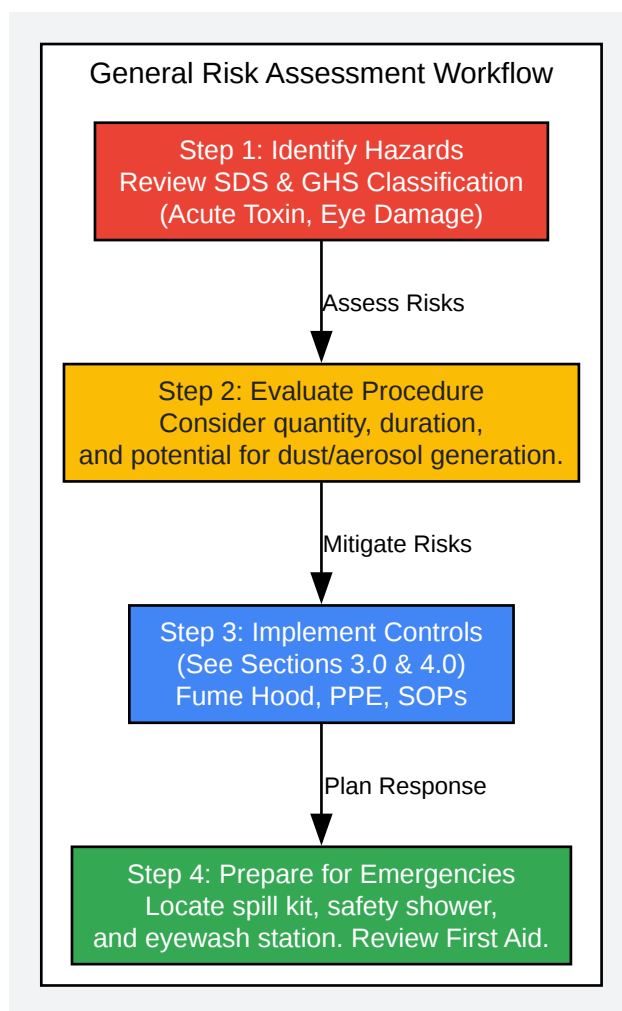 General Risk Assessment Workflow
Step 1: Identify Hazards
Review SDS & GHS Classification
(Acute Toxin, Eye Damage)
Assess Risks
Step 2: Evaluate Procedure
Consider quantity, duration,
and potential for dust/aerosol generation.
Mitigate Risks
Step 3: Implement Controls
(See Sections 3.0 & 4.0)
Fume Hood, PPE, SOPs
Plan Response
Step 4: Prepare for Emergencies
Locate spill kit, safety shower,
and eyewash station. Review First Aid.